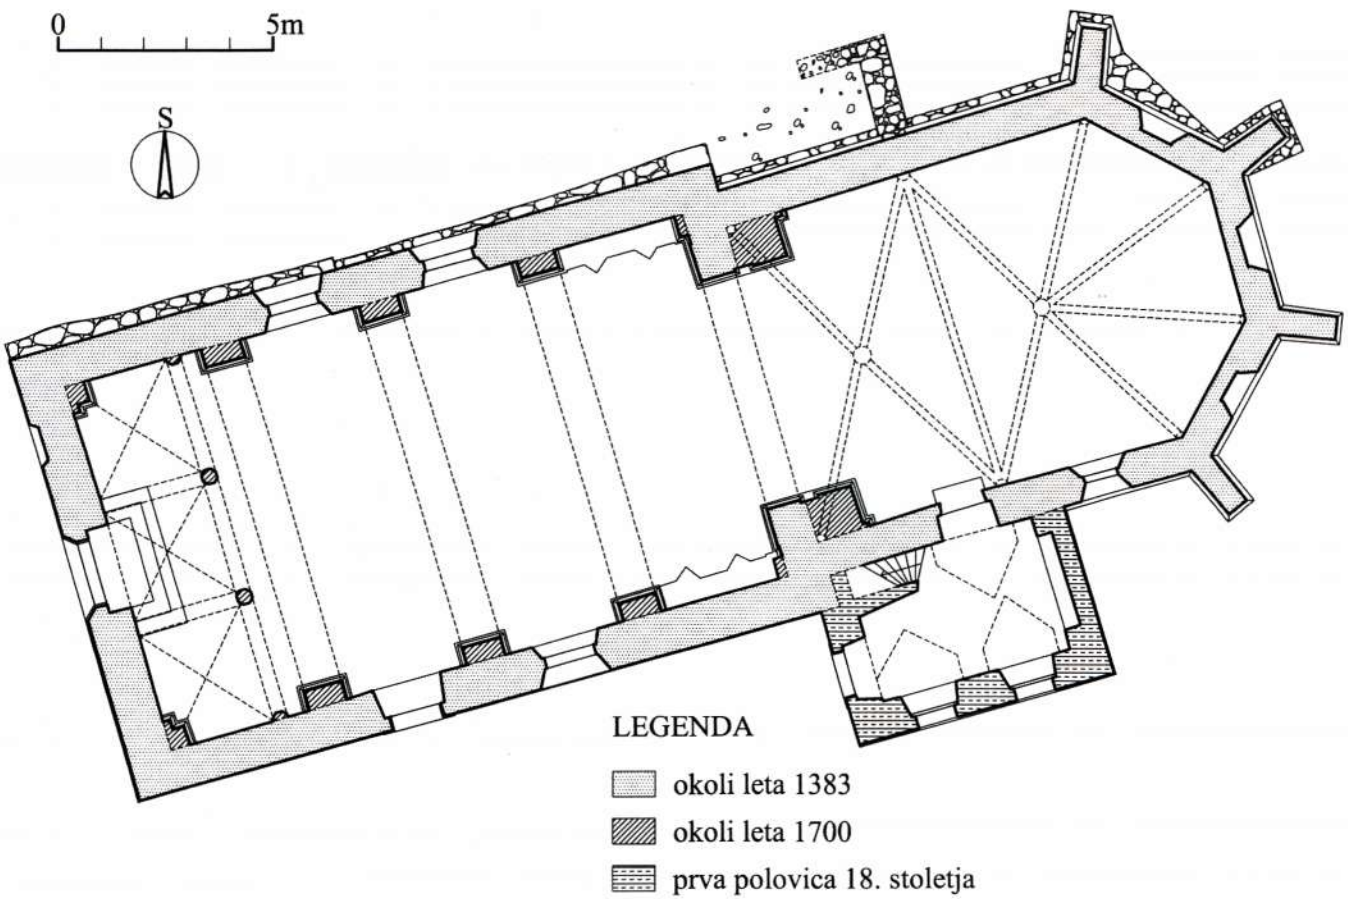 0 5m
S
LEGENDA
okoli leta 1383
okoli leta 1700
prva polovica 18. stoletja